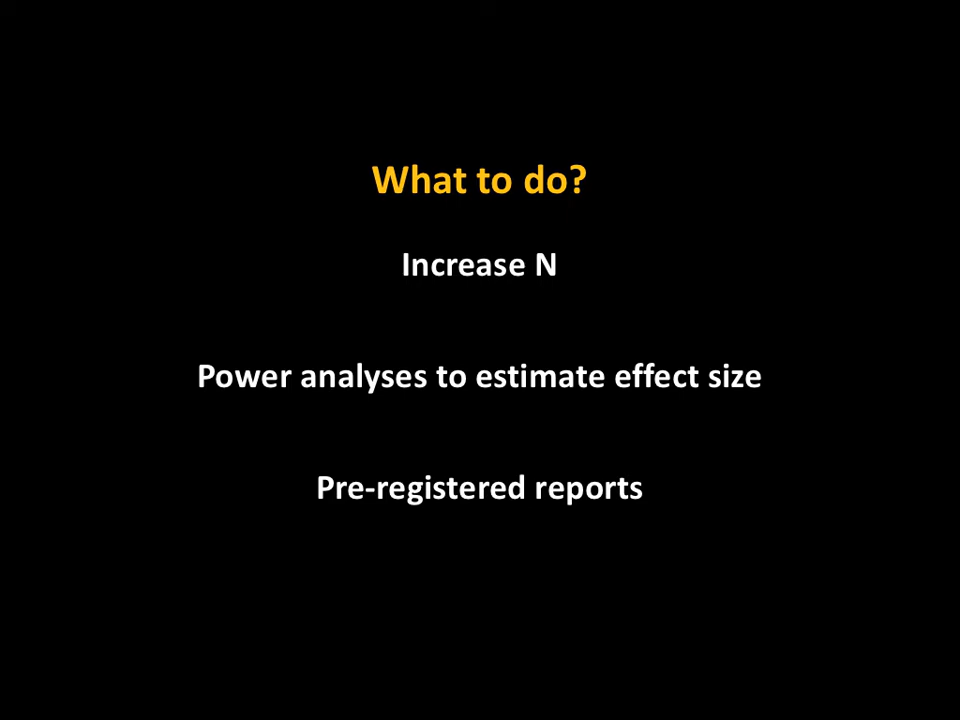 What to do?
Increase N
Power analyses to estimate effect size
Pre-registered reports